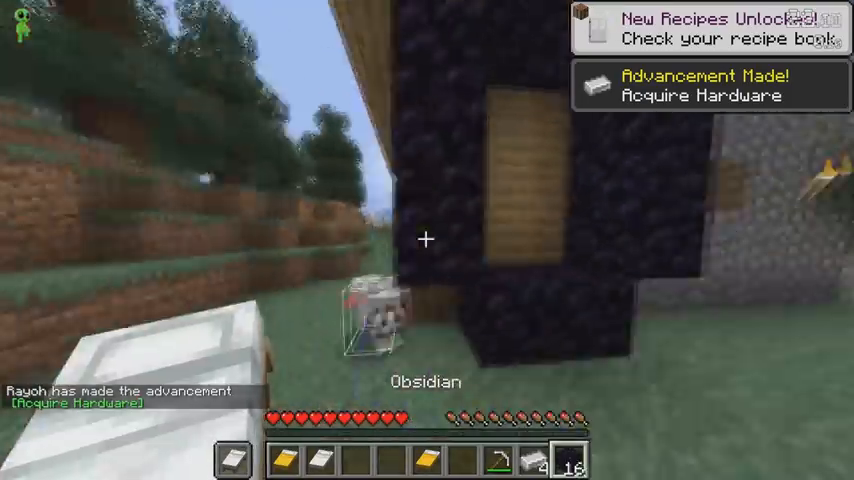 New Recipes Unlocked!
Check your recipe book
Advancement Made!
Acquire Hardware
Obsidian
Rayoh has made the advancement
[Acquire Hardware]
4
16